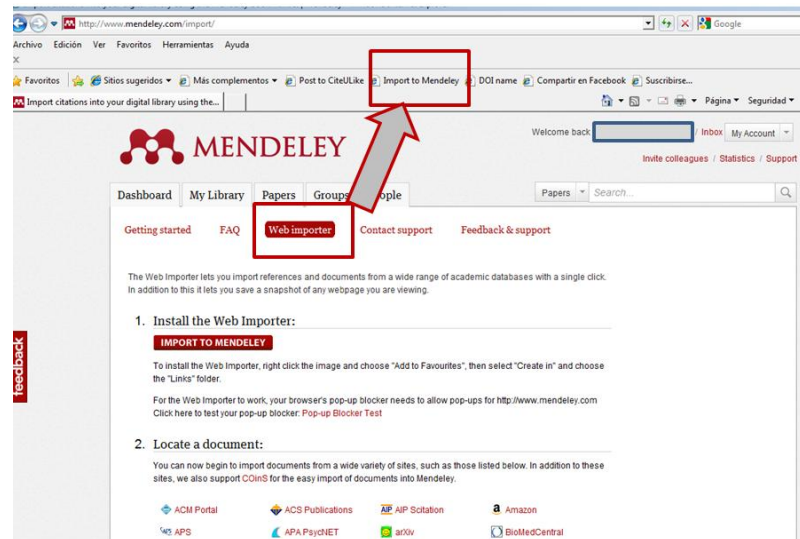 http://www.mendeley.com/import/
Google
Archivo Edición Ver Favoritos Herramientas Ayuda
X
Favoritos Sitios sugeridos Más complementos Post to CiteULike Import to Mendeley DOI name Compartir en Facebook Suscribirse...
Import citations into your digital library using the... Página Seguridad
MENDELEY
Welcome back / Inbox My Account
Invite colleagues / Statistics / Support
Dashboard My Library Papers Groups ople Papers Search...
Getting started FAQ Web importer Contact support Feedback & support
The Web Importer lets you import references and documents from a wide range of academic databases with a single click.
In addition to this it lets you save a snapshot of any webpage you are viewing.
1. Install the Web Importer:
IMPORT TO MENDELEY
To install the Web Importer, right click the image and choose "Add to Favourites", then select "Create in" and choose
the "Links" folder.
For the Web Importer to work, your browser's pop-up blocker needs to allow pop-ups for http://www.mendeley.com
Click here to test your pop-up blocker: Pop-up Blocker Test
feedback
2. Locate a document:
You can now begin to import documents from a wide variety of sites, such as those listed below. In addition to these
sites, we also support COinS for the easy import of documents into Mendeley.
ACM Portal ACS Publications AIP AIP Scitation a Amazon
APS APA PsycNET arXiv BioMedCentral